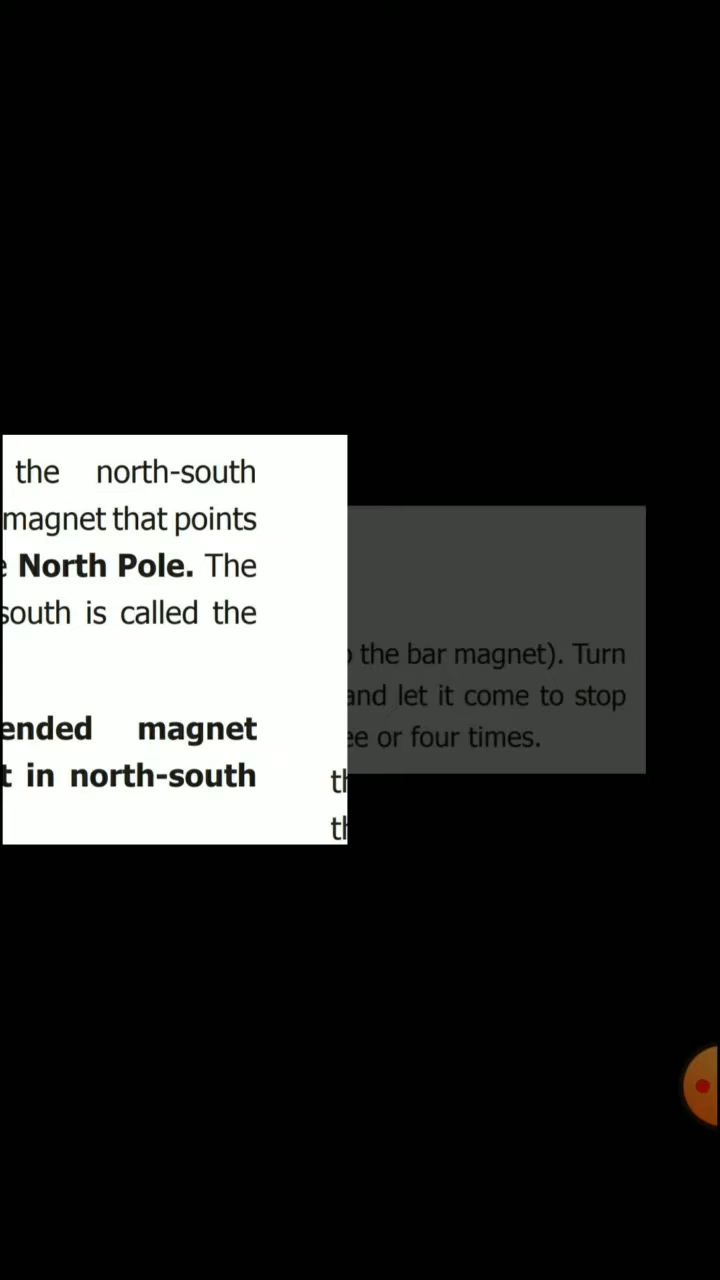 the north-south
magnet that points
North Pole. The
south is called the
magnet
in north-south
the bar magnet). Turn
and let it come to stop
or four times.